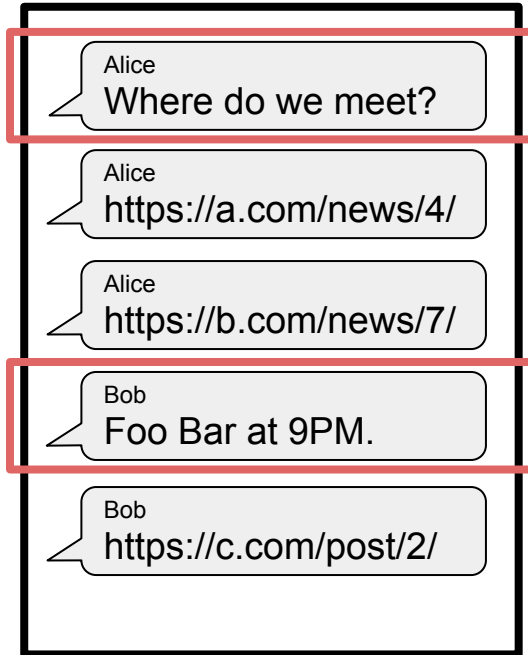 Alice
Where do we meet?
Alice
https://a.com/news/4/
Alice
https://b.com/news/7/
Bob
Foo Bar at 9PM.
Bob
https://c.com/post/2/